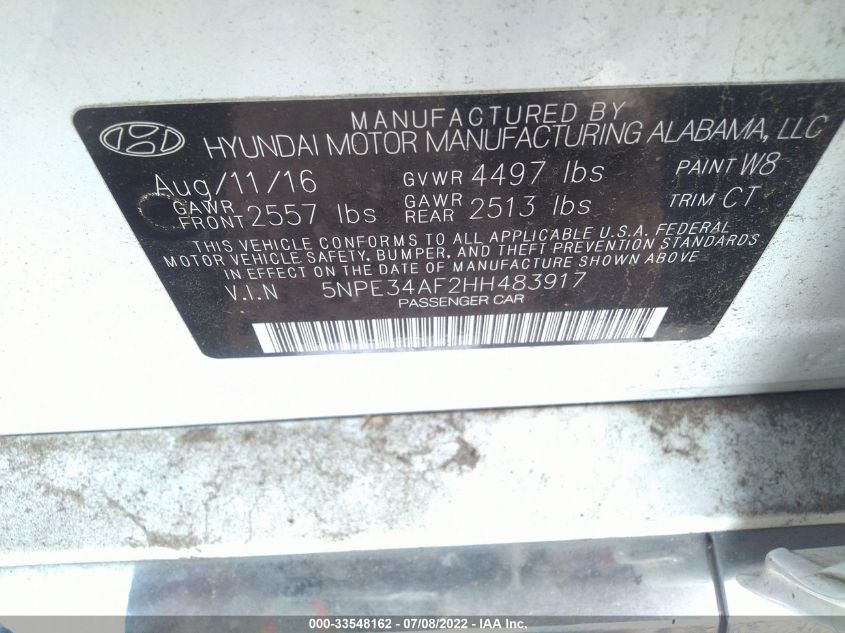 MANUFACTURED BY
HYUNDAI MOTOR MANUFACTURING ALABAMA, LLC
Aug/11/16 GVWR 4497 lbs PAINT W8
GAWR FRONT 2557 lbs GAWR REAR 2513 lbs TRIM CT
THIS VEHICLE CONFORMS TO ALL APPLICABLE U.S.A. FEDERAL
MOTOR VEHICLE SAFETY, BUMPER, AND THEFT PREVENTION STANDARDS
IN EFFECT ON THE DATE OF MANUFACTURE SHOWN ABOVE
V.I.N 5NPE34AF2HH483917
PASSENGER CAR
000-33548162 - 07/08/2022 - IAA Inc.